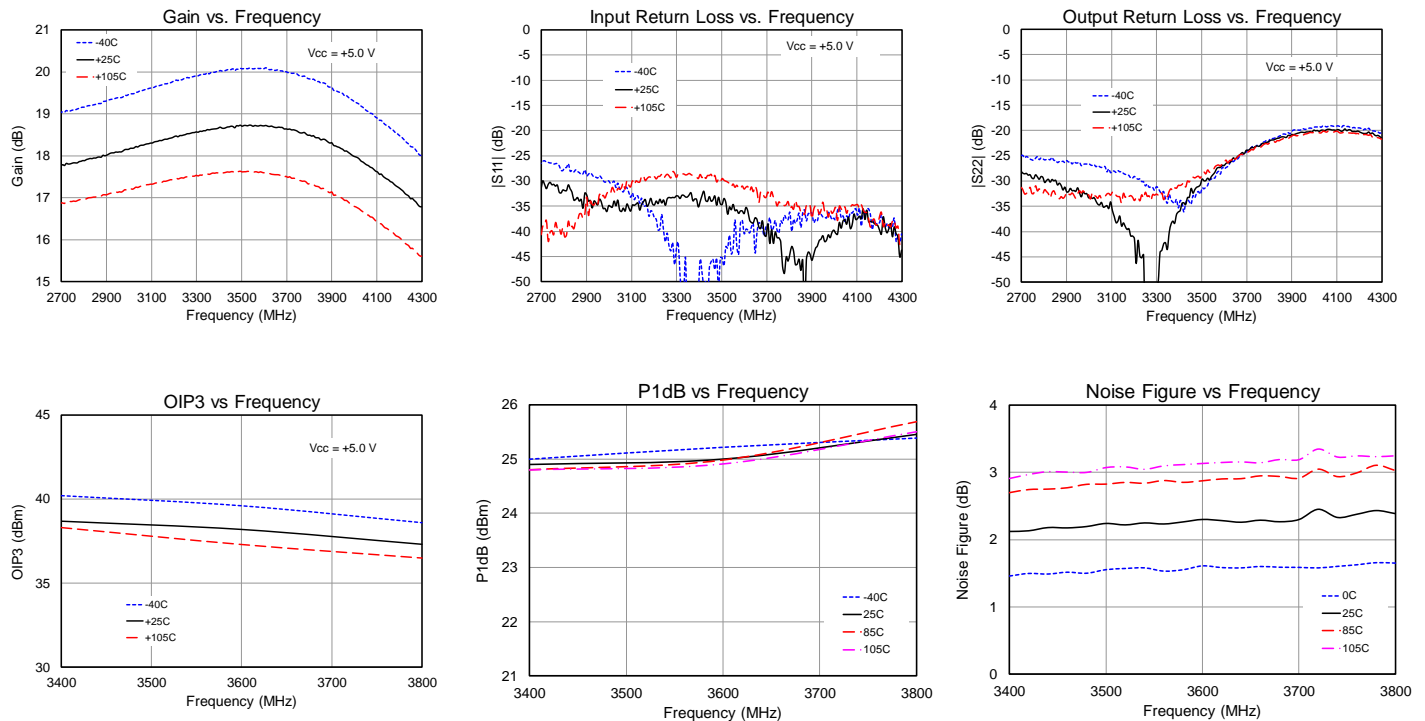 Gain vs. Frequency
21
20
19
18
17
16
15
Gain (dB)
-40C
+25C
+105C
Vcc = +5.0 V
2700 2900 3100 3300 3500 3700 3900 4100 4300
Frequency (MHz)
Input Return Loss vs. Frequency
0
-5
-10
-15
-20
-25
-30
-35
-40
-45
-50
|S11| (dB)
Vcc = +5.0 V
-40C
+25C
+105C
2700 2900 3100 3300 3500 3700 3900 4100 4300
Frequency (MHz)
Output Return Loss vs. Frequency
0
-5
-10
-15
-20
-25
-30
-35
-40
-45
-50
|S22| (dB)
Vcc = +5.0 V
-40C
+25C
+105C
2700 2900 3100 3300 3500 3700 3900 4100 4300
Frequency (MHz)
OIP3 vs Frequency
45
40
35
30
OIP3 (dBm)
Vcc = +5.0 V
-40C
+25C
+105C
3400 3500 3600 3700 3800
Frequency (MHz)
P1dB vs Frequency
26
25
24
23
22
21
P1dB (dBm)
-40C
25C
85C
105C
3400 3500 3600 3700 3800
Frequency (MHz)
Noise Figure vs Frequency
4
3
2
1
0
Noise Figure (dB)
0C
25C
85C
105C
3400 3500 3600 3700 3800
Frequency (MHz)